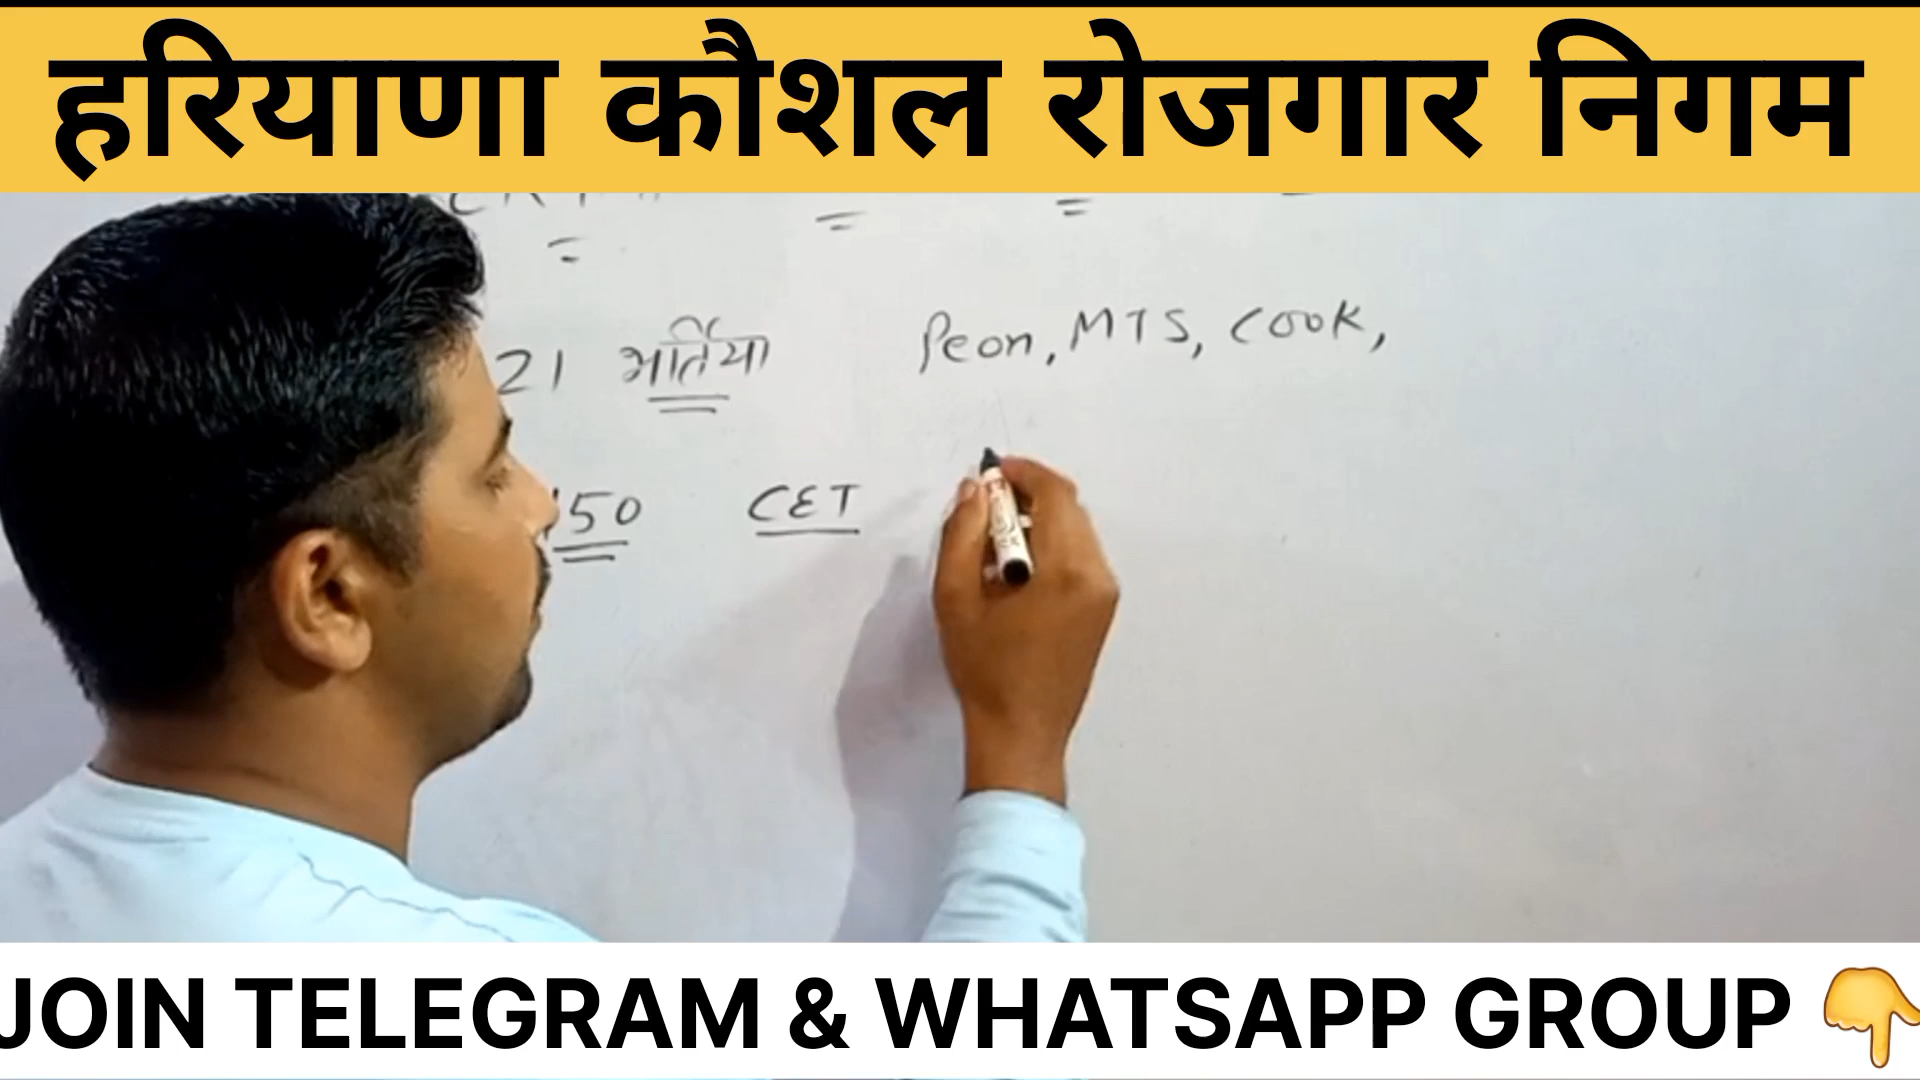 हरियाणा कौशल रोजगार निगम
21 भर्तिया Peon, MTS, Cook,
150 CET
JOIN TELEGRAM & WHATSAPP GROUP 👇